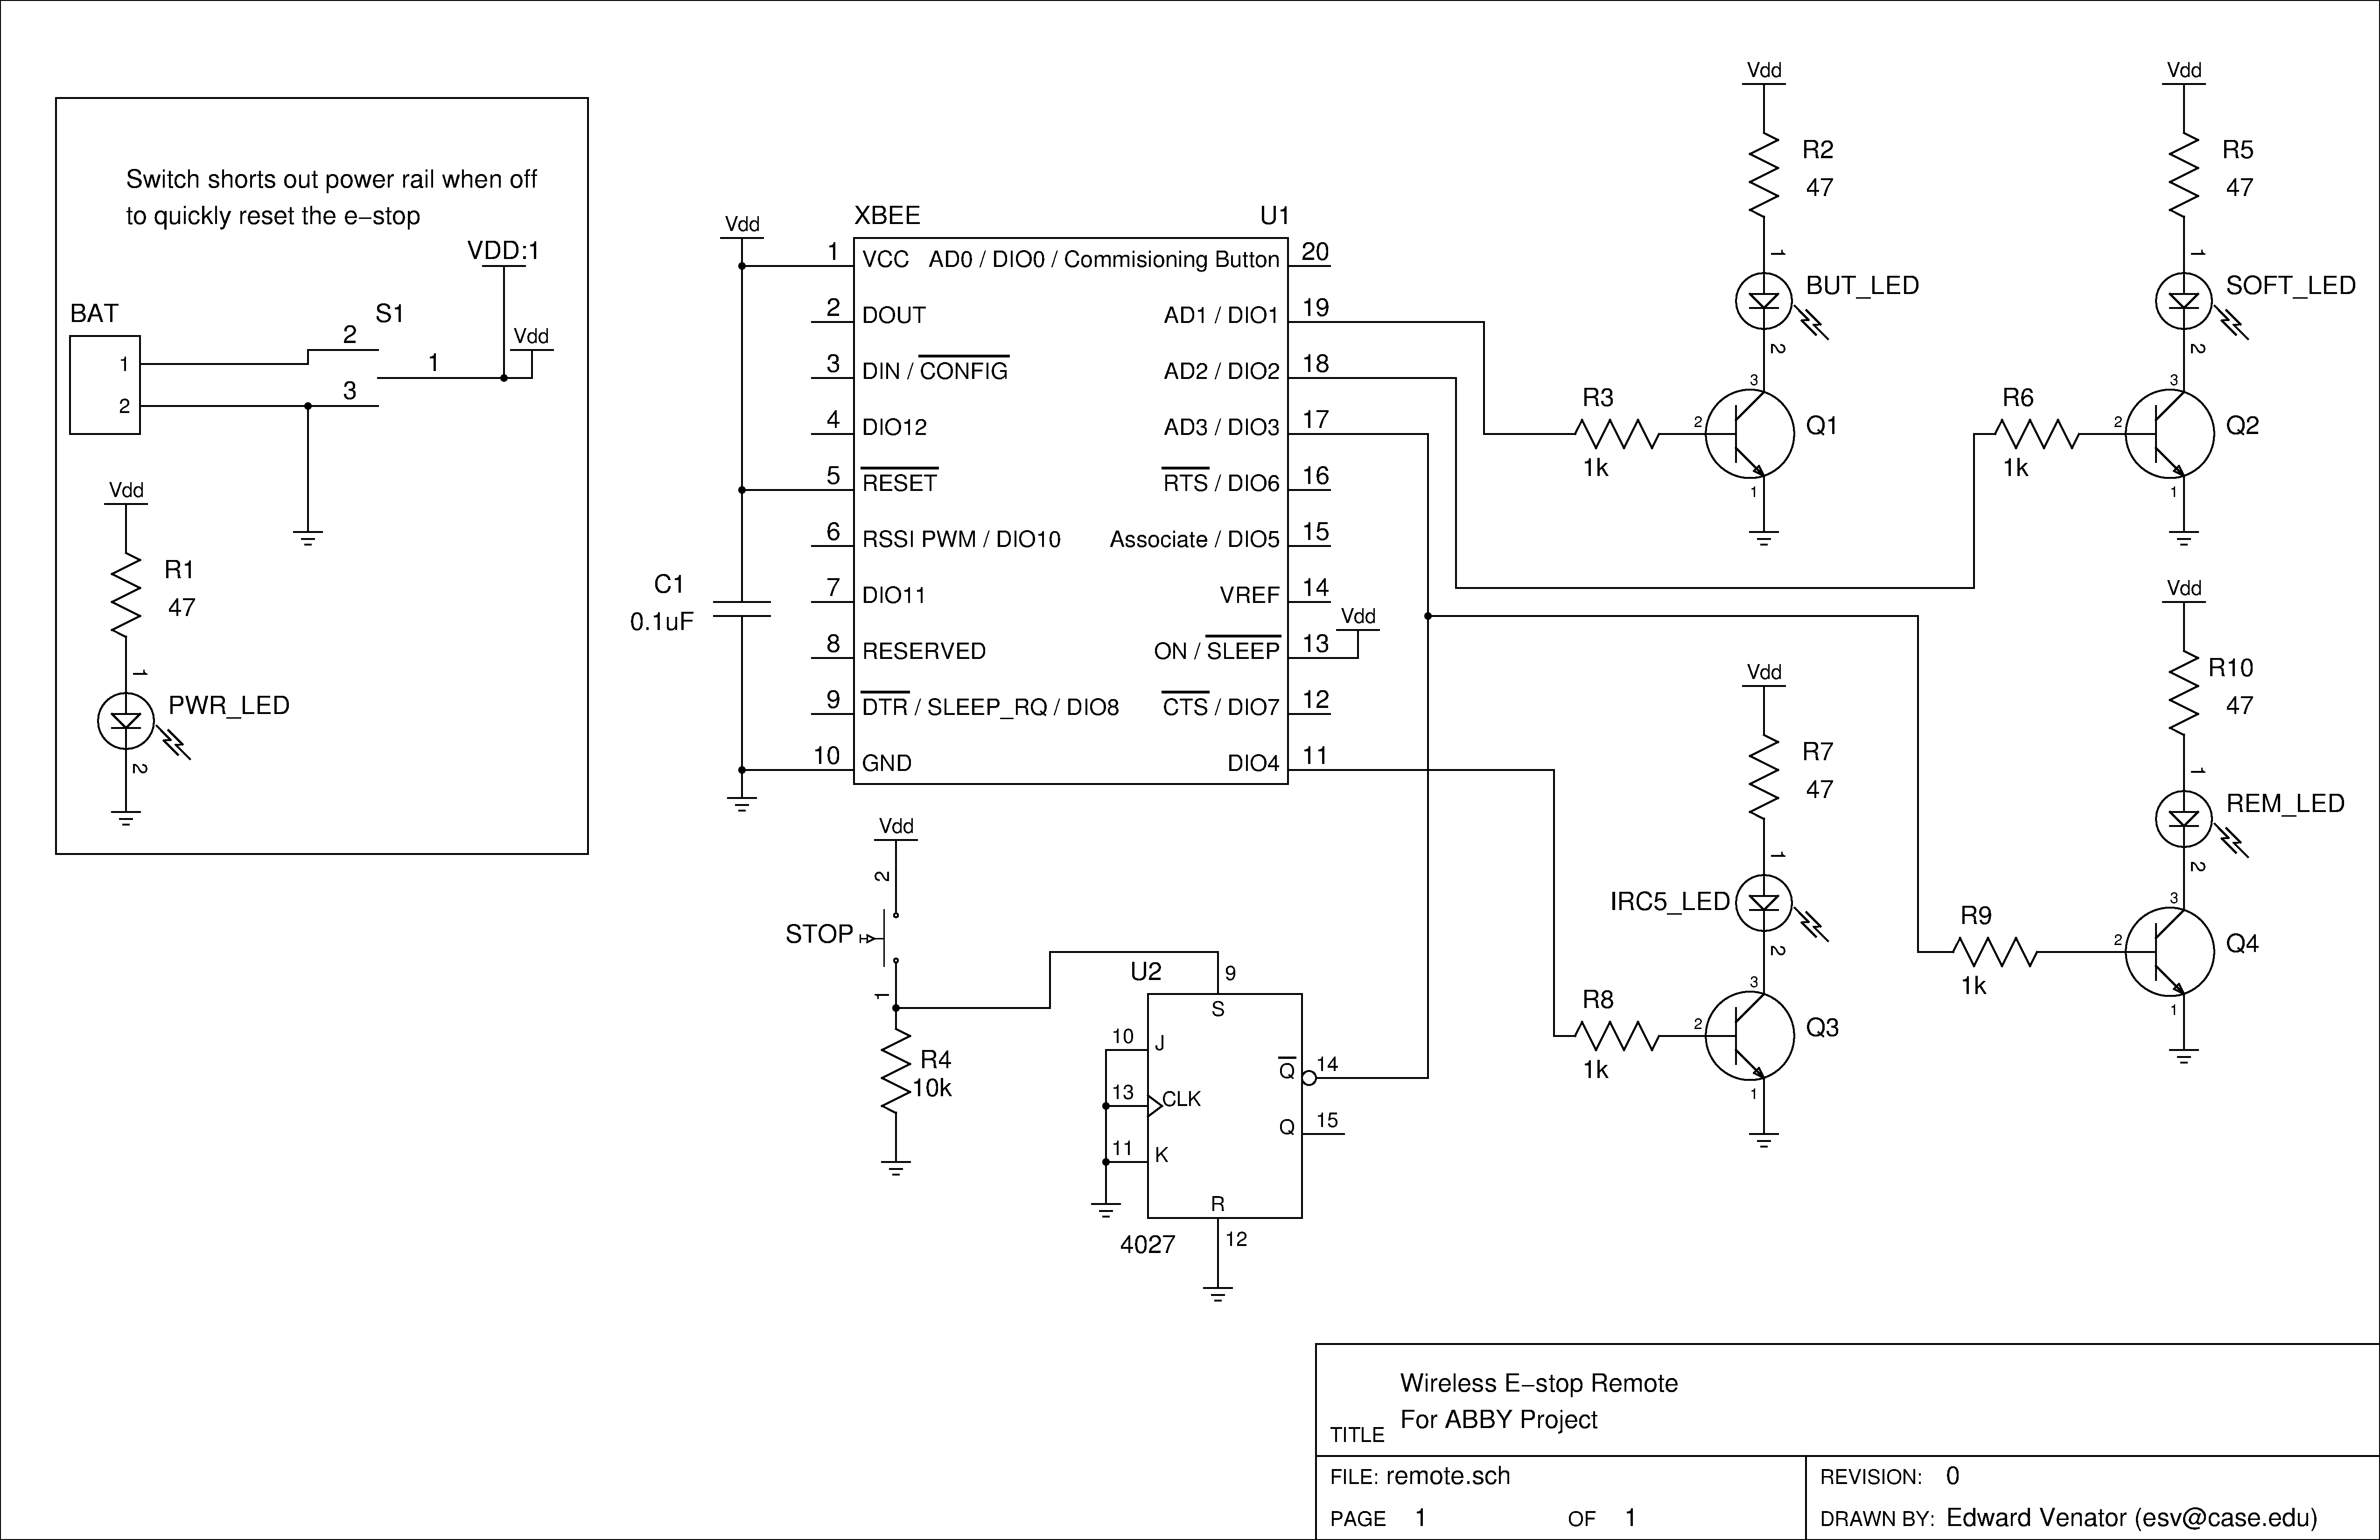 Switch shorts out power rail when off
to quickly reset the e−stop
VDD:1
BAT
S1
1
2
2
1
3
Vdd
Vdd
R1
47
1
PWR_LED
2
XBEE
U1
Vdd
1
VCC
AD0 / DIO0 / Commisioning Button
20
2
DOUT
AD1 / DIO1
19
3
DIN / CONFIG
AD2 / DIO2
18
4
DIO12
AD3 / DIO3
17
5
RESET
RTS / DIO6
16
6
RSSI PWM / DIO10
Associate / DIO5
15
7
DIO11
VREF
14
8
RESERVED
ON / SLEEP
13
Vdd
9
DTR / SLEEP_RQ / DIO8
CTS / DIO7
12
10
GND
DIO4
11
C1
0.1uF
Vdd
2
STOP
1
R4
10k
U2
9
S
10
J
13
CLK
11
K
Q
14
Q
15
R
12
4027
Vdd
R2
47
1
BUT_LED
2
3
R3
1k
2
Q1
1
Vdd
R5
47
1
SOFT_LED
2
3
R6
1k
2
Q2
1
Vdd
R7
47
1
IRC5_LED
2
3
R8
1k
2
Q3
1
Vdd
R10
47
1
REM_LED
2
3
R9
1k
2
Q4
1
Wireless E−stop Remote
For ABBY Project
TITLE
FILE: remote.sch
REVISION: 0
PAGE 1 OF 1
DRAWN BY: Edward Venator (esv@case.edu)